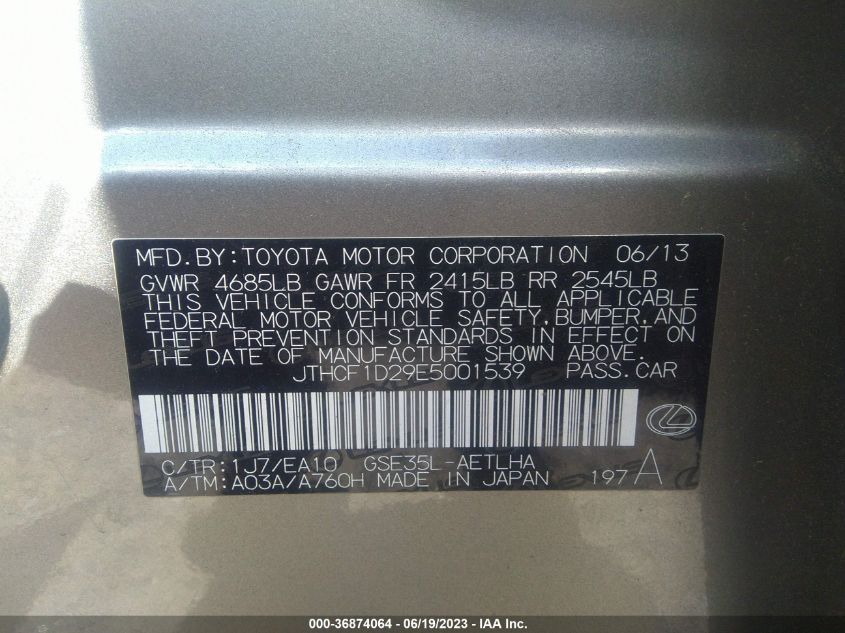 MFD.BY:TOYOTA MOTOR CORPORATION 06/13
GVWR 4685LB GAWR FR 2415LB RR 2545LB
THIS VEHICLE CONFORMS TO ALL APPLICABLE
FEDERAL MOTOR VEHICLE SAFETY,BUMPER,AND
THEFT PREVENTION STANDARDS IN EFFECT ON
THE DATE OF MANUFACTURE SHOWN ABOVE.
JTHCF1D29E5001539 PASS.CAR
C/TR:1J7/EA10 GSE35L-AETLHA
A/TM:A03A/A760H MADE IN JAPAN 197A
000-36874064 - 06/19/2023 - IAA Inc.